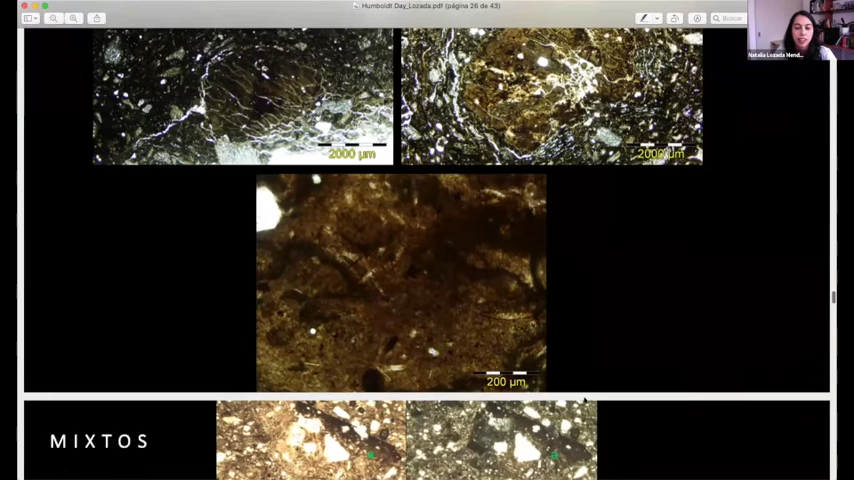 Humboldt Day_Lozada.pdf (página 26 de 43)
Buscar
Natalia Lozada Mend...
2000 µm
2000 µm
200 µm
MIXTOS